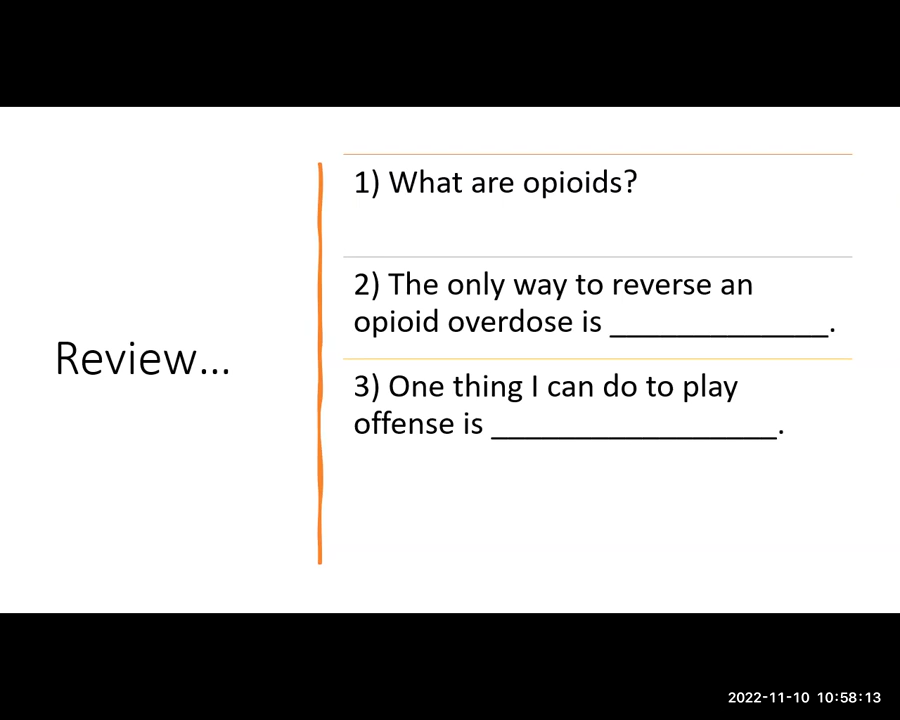 Review...
1) What are opioids?
2) The only way to reverse an
opioid overdose is ______________.
3) One thing I can do to play
offense is __________________.
2022-11-10 10:58:13